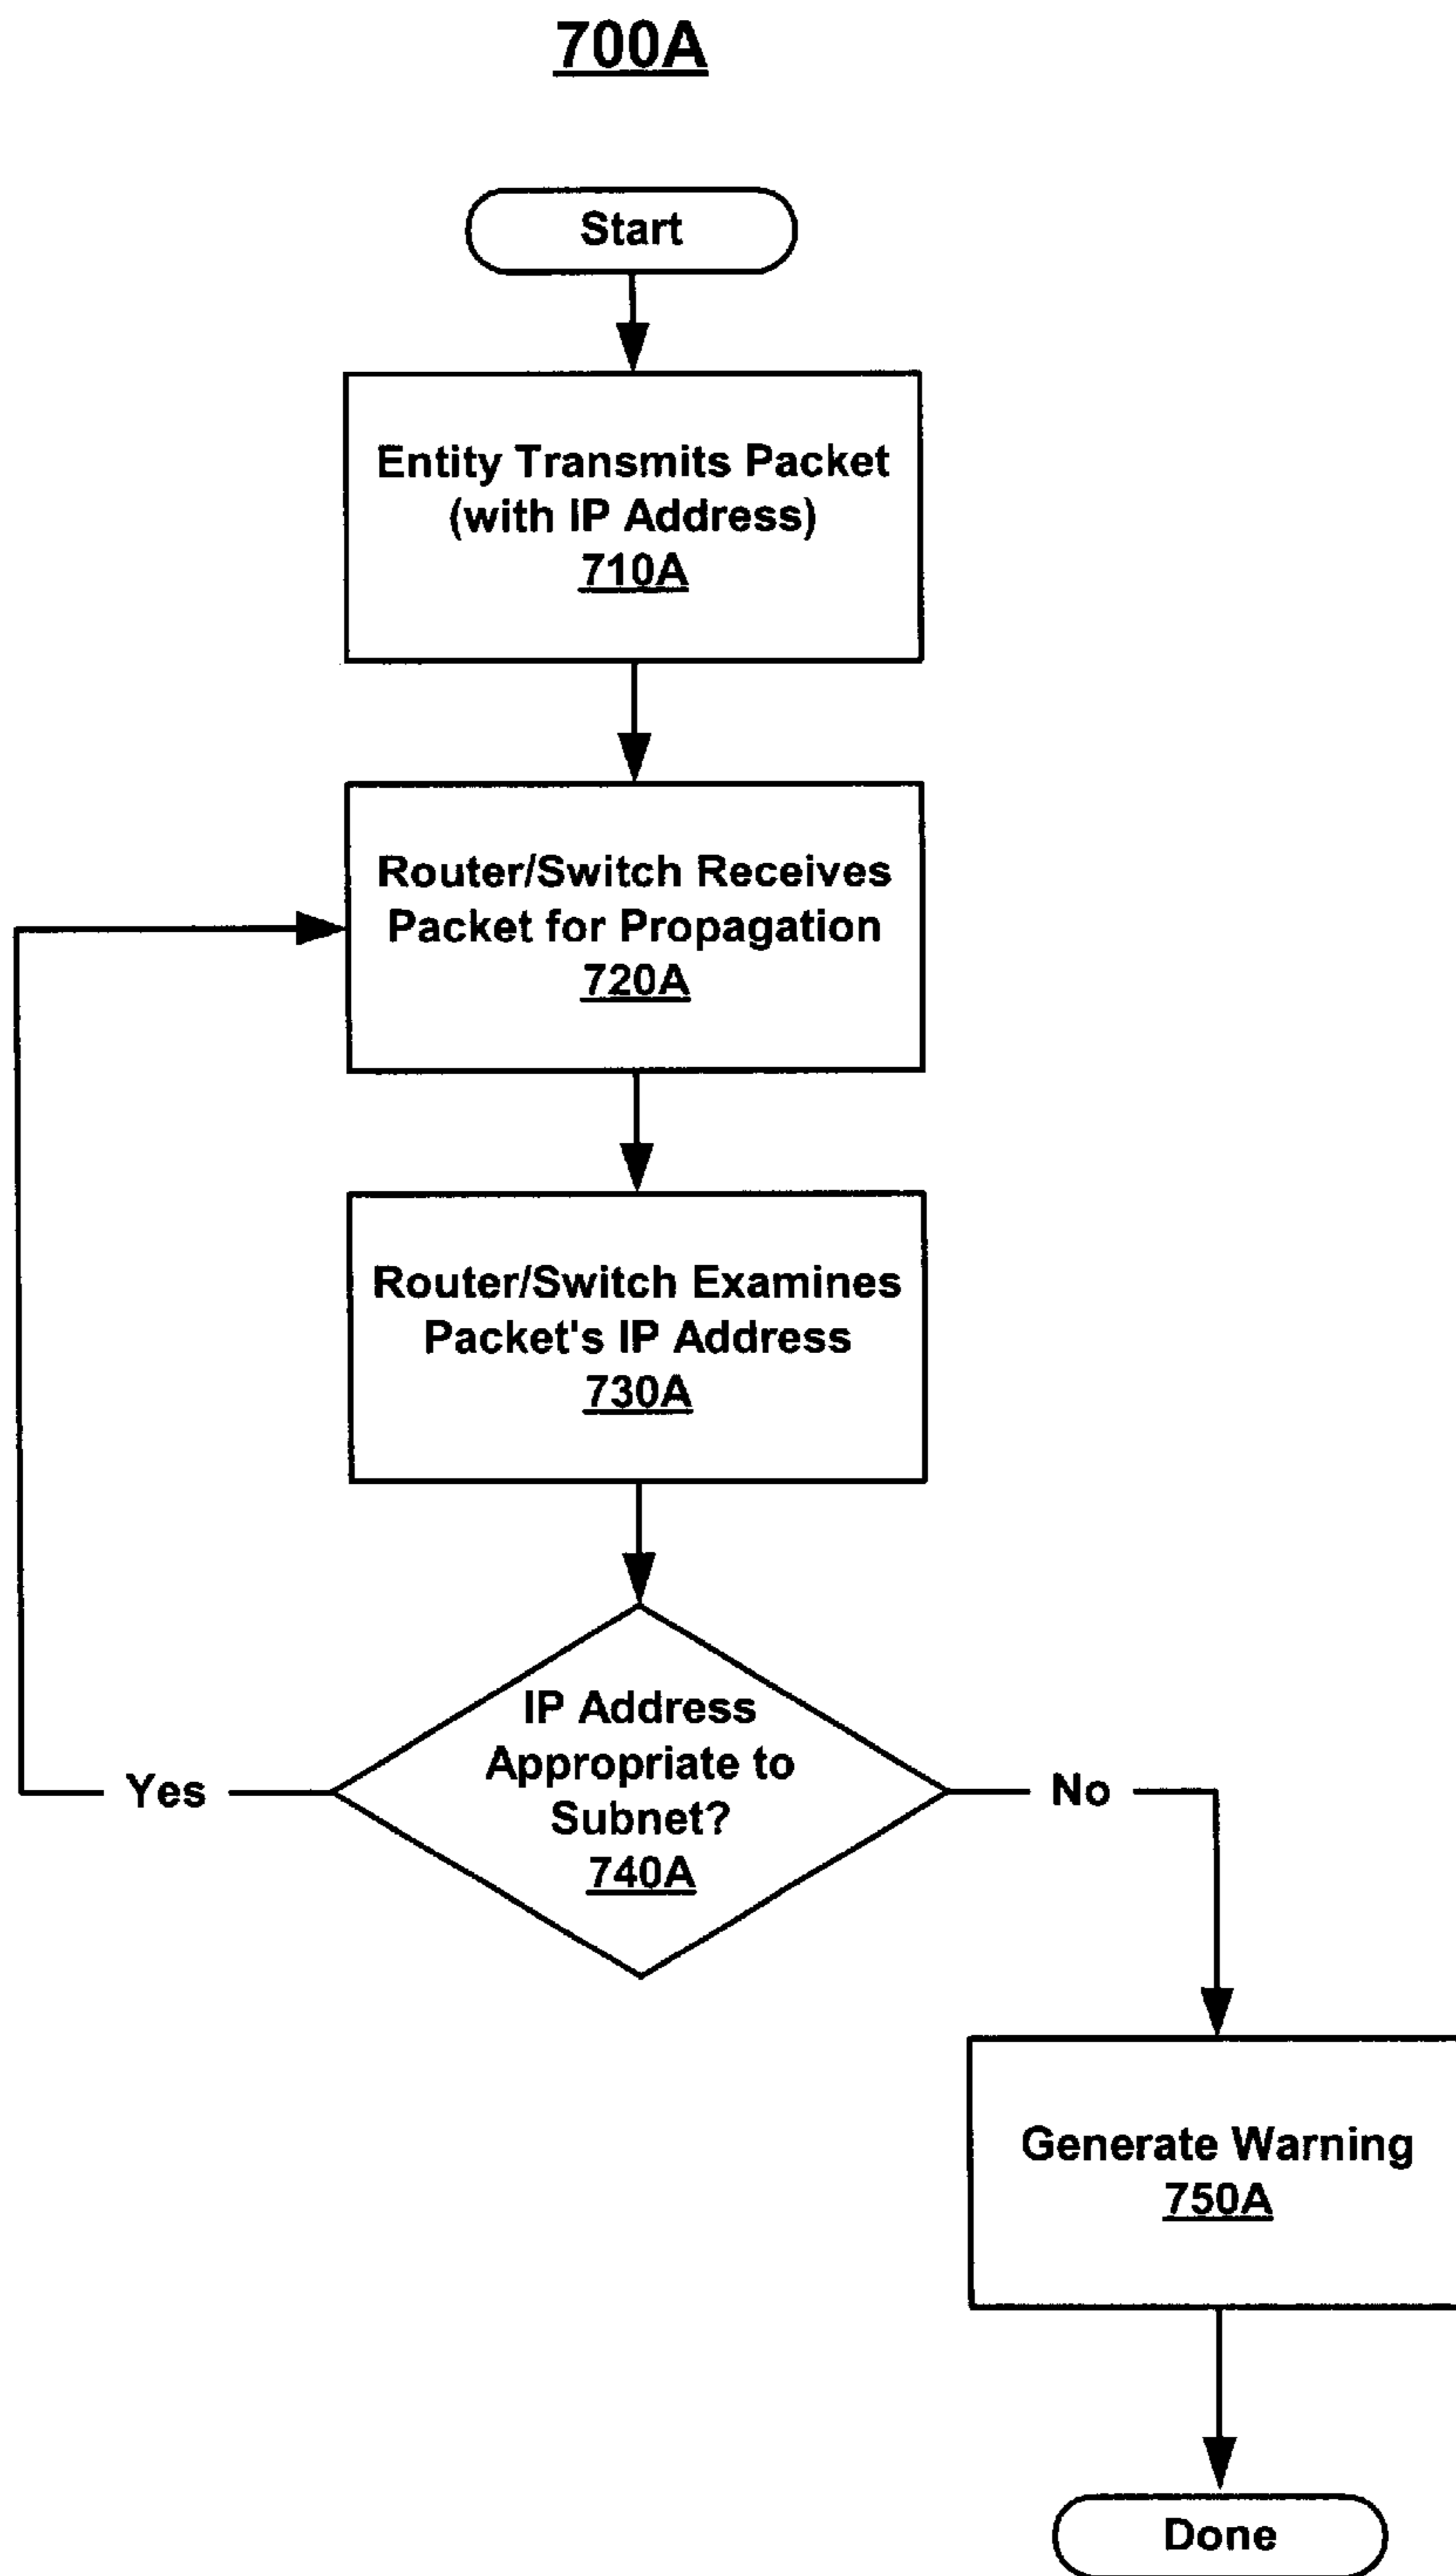 700A
Start
Entity Transmits Packet
(with IP Address)
710A
Router/Switch Receives
Packet for Propagation
720A
Router/Switch Examines
Packet's IP Address
730A
IP Address
Appropriate to
Subnet?
740A
Yes
No
Generate Warning
750A
Done